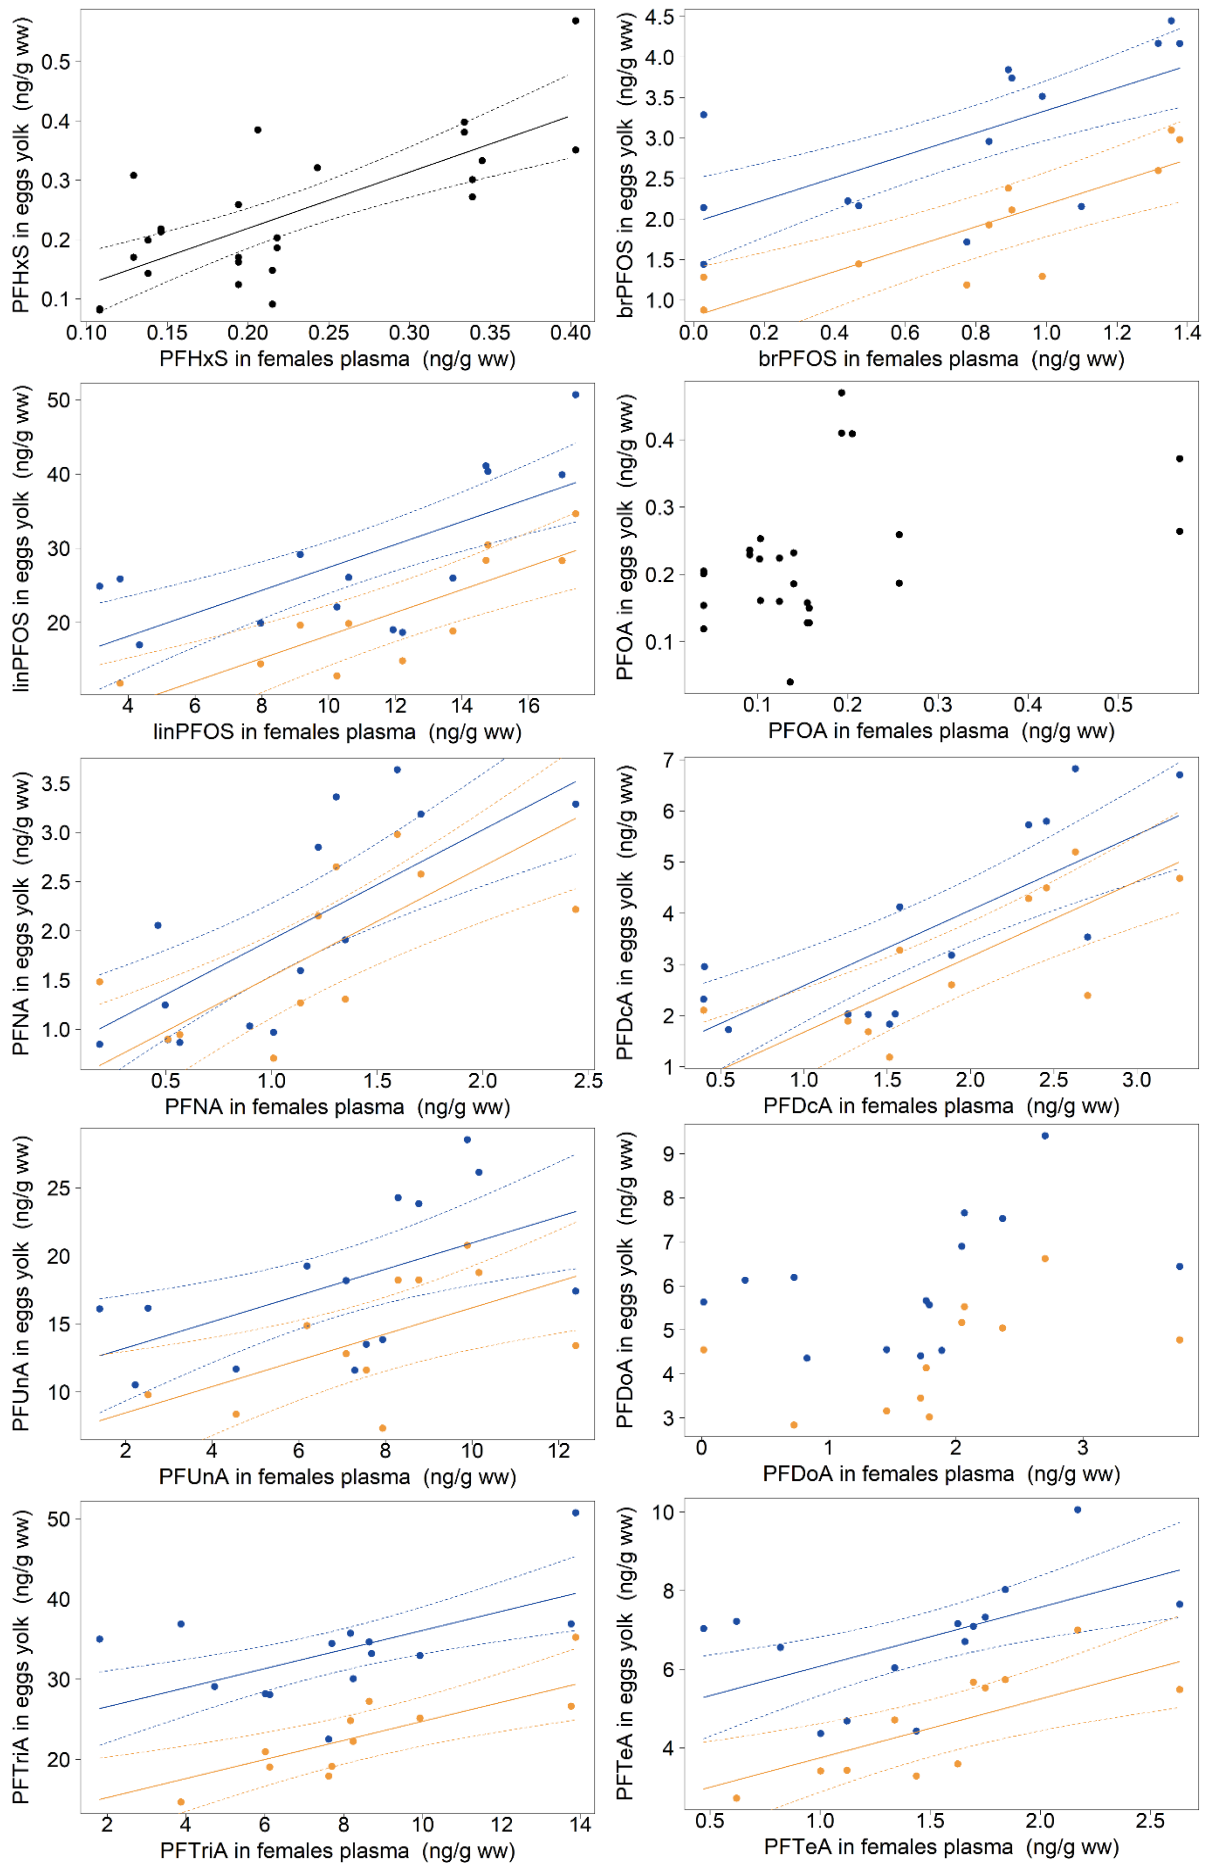 PFHxS in eggs yolk (ng/g ww)
0.5
0.4
0.3
0.2
0.1
0.10 0.15 0.20 0.25 0.30 0.35 0.40
PFHxS in females plasma (ng/g ww)
brPFOS in eggs yolk (ng/g ww)
4.5
4.0
3.5
3.0
2.5
2.0
1.5
1.0
0.0 0.2 0.4 0.6 0.8 1.0 1.2 1.4
brPFOS in females plasma (ng/g ww)
linPFOS in eggs yolk (ng/g ww)
50
40
30
20
4 6 8 10 12 14 16
linPFOS in females plasma (ng/g ww)
PFOA in eggs yolk (ng/g ww)
0.4
0.3
0.2
0.1
0.1 0.2 0.3 0.4 0.5
PFOA in females plasma (ng/g ww)
PFNA in eggs yolk (ng/g ww)
3.5
3.0
2.5
2.0
1.5
1.0
0.5 1.0 1.5 2.0 2.5
PFNA in females plasma (ng/g ww)
PFDcA in eggs yolk (ng/g ww)
7
6
5
4
3
2
1
0.5 1.0 1.5 2.0 2.5 3.0
PFDcA in females plasma (ng/g ww)
PFUnA in eggs yolk (ng/g ww)
25
20
15
10
2 4 6 8 10 12
PFUnA in females plasma (ng/g ww)
PFDoA in eggs yolk (ng/g ww)
9
8
7
6
5
4
3
0 1 2 3
PFDoA in females plasma (ng/g ww)
PFTriA in eggs yolk (ng/g ww)
50
40
30
20
2 4 6 8 10 12 14
PFTriA in females plasma (ng/g ww)
PFTeA in eggs yolk (ng/g ww)
10
8
6
4
0.5 1.0 1.5 2.0 2.5
PFTeA in females plasma (ng/g ww)